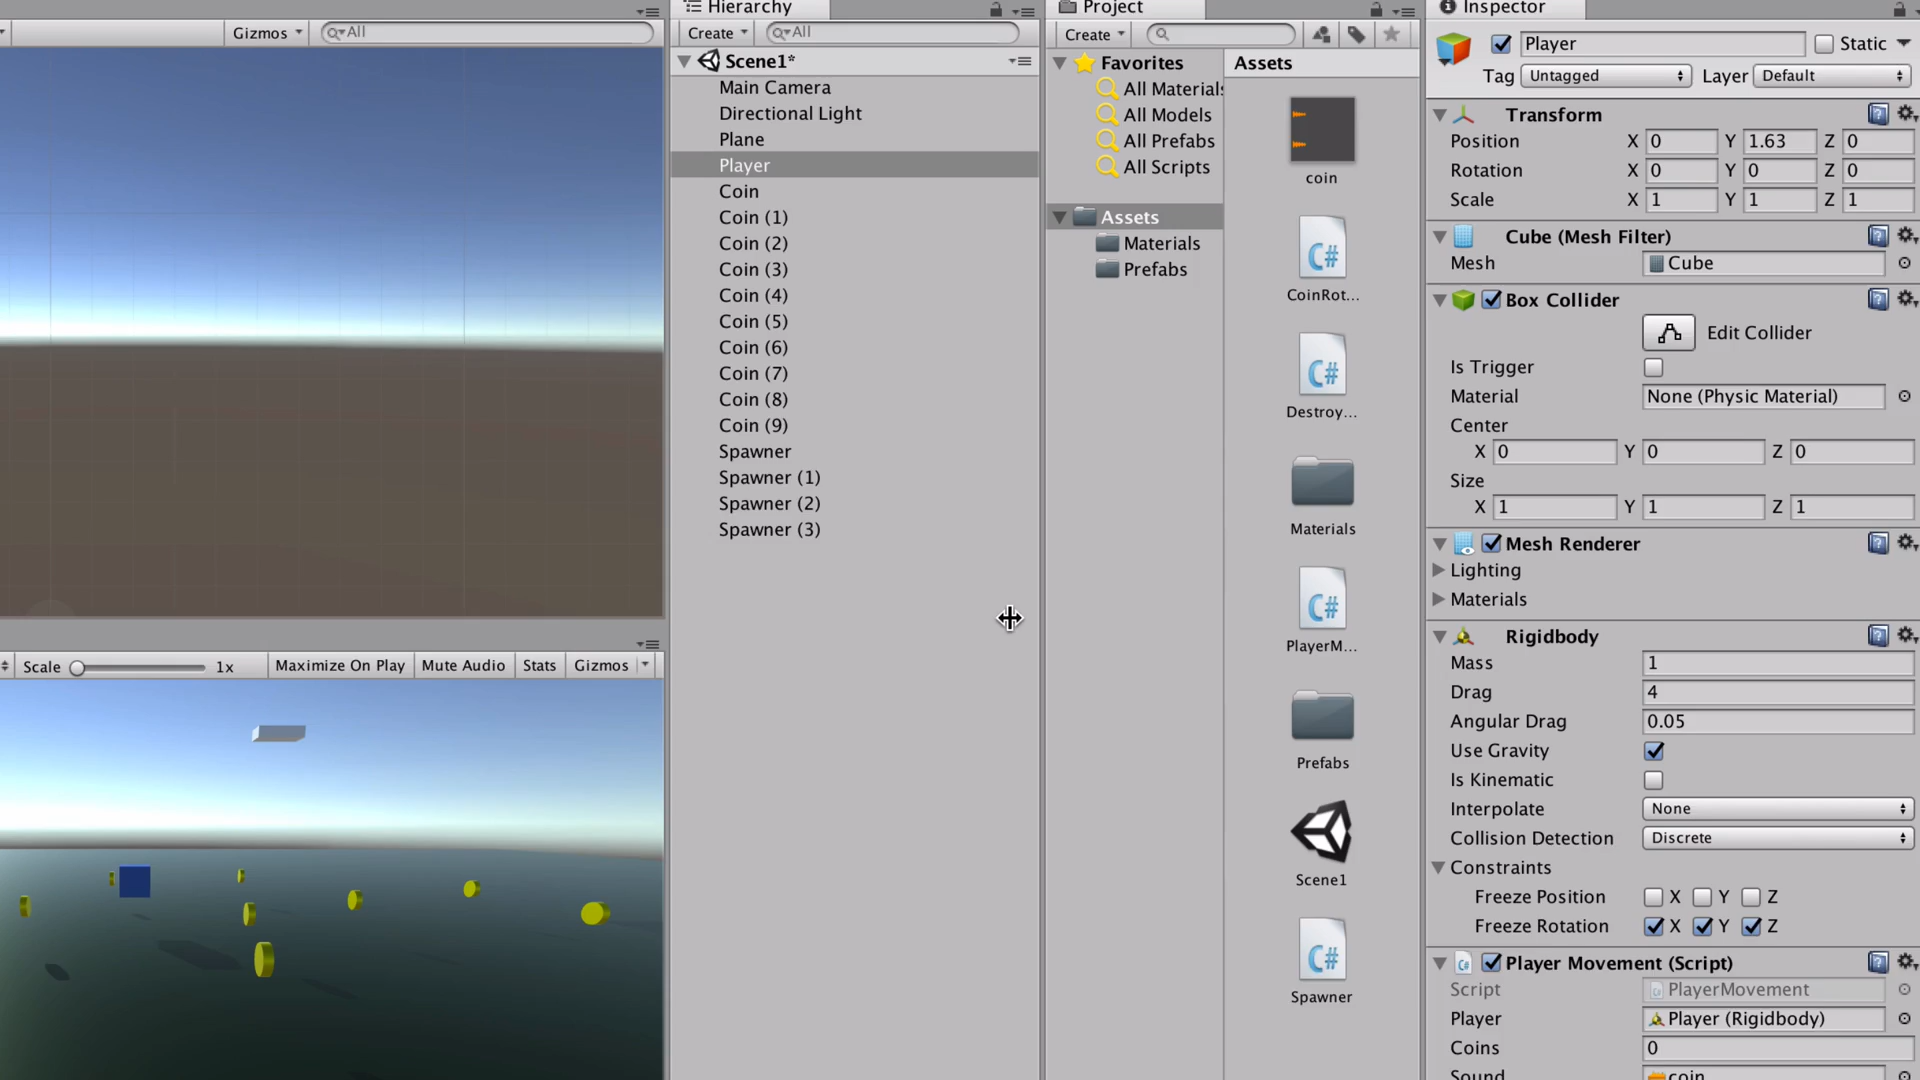 Gizmos
All
Scale
1x
Maximize On Play
Mute Audio
Stats
Gizmos
Hierarchy
Create
All
Scene1*
Main Camera
Directional Light
Plane
Player
Coin
Coin (1)
Coin (2)
Coin (3)
Coin (4)
Coin (5)
Coin (6)
Coin (7)
Coin (8)
Coin (9)
Spawner
Spawner (1)
Spawner (2)
Spawner (3)
Project
Create
Favorites
All Materials
All Models
All Prefabs
All Scripts
Assets
Materials
Prefabs
Assets
coin
C#
CoinRot...
C#
Destroy...
Materials
C#
PlayerM...
Prefabs
Scene1
C#
Spawner
Inspector
Player
Static
Tag Untagged Layer Default
Transform
Position X 0 Y 1.63 Z 0
Rotation X 0 Y 0 Z 0
Scale X 1 Y 1 Z 1
Cube (Mesh Filter)
Mesh Cube
Box Collider
Edit Collider
Is Trigger
Material None (Physic Material)
Center
X 0 Y 0 Z 0
Size
X 1 Y 1 Z 1
Mesh Renderer
Lighting
Materials
Rigidbody
Mass 1
Drag 4
Angular Drag 0.05
Use Gravity
Is Kinematic
Interpolate None
Collision Detection Discrete
Constraints
Freeze Position X Y Z
Freeze Rotation X Y Z
Player Movement (Script)
Script PlayerMovement
Player Player (Rigidbody)
Coins 0
Sound coin